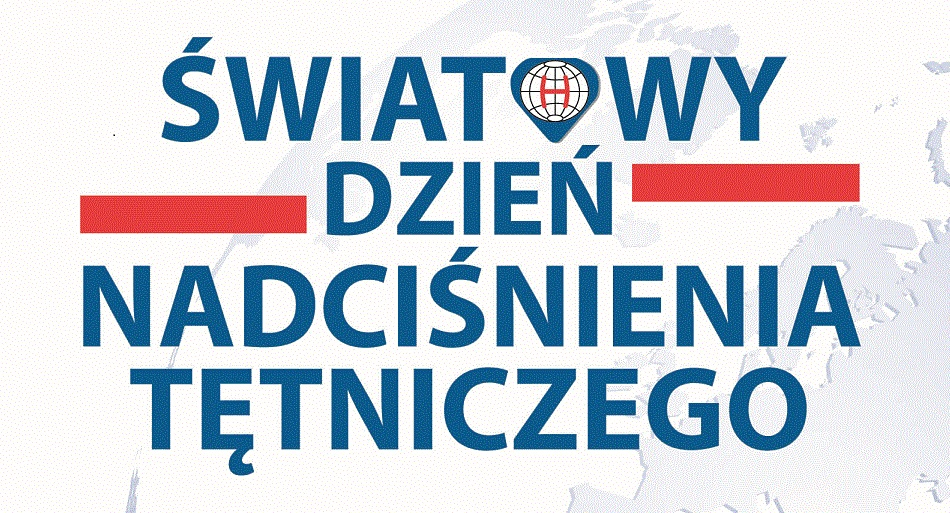 ŚWIATOWY
DZIEŃ
NADCIŚNIENIA
TĘTNICZEGO